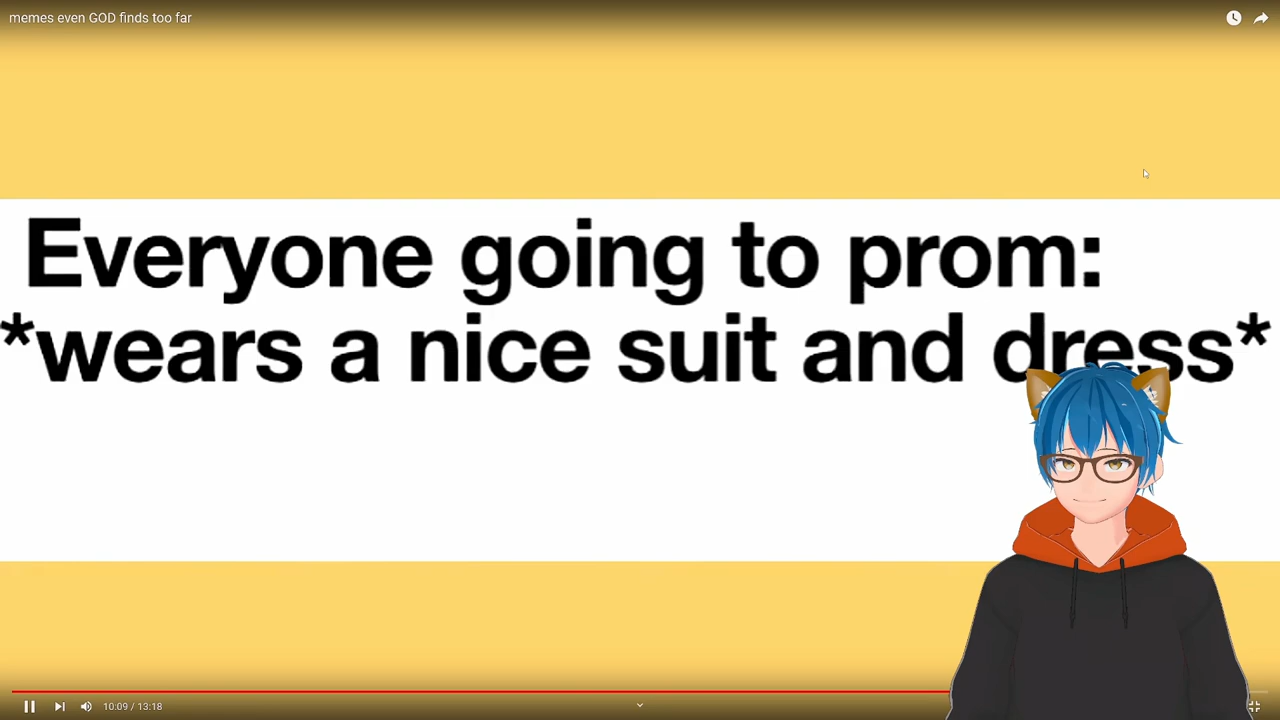 memes even GOD finds too far
Everyone going to prom:
*wears a nice suit and dress*
10:09 / 13:18